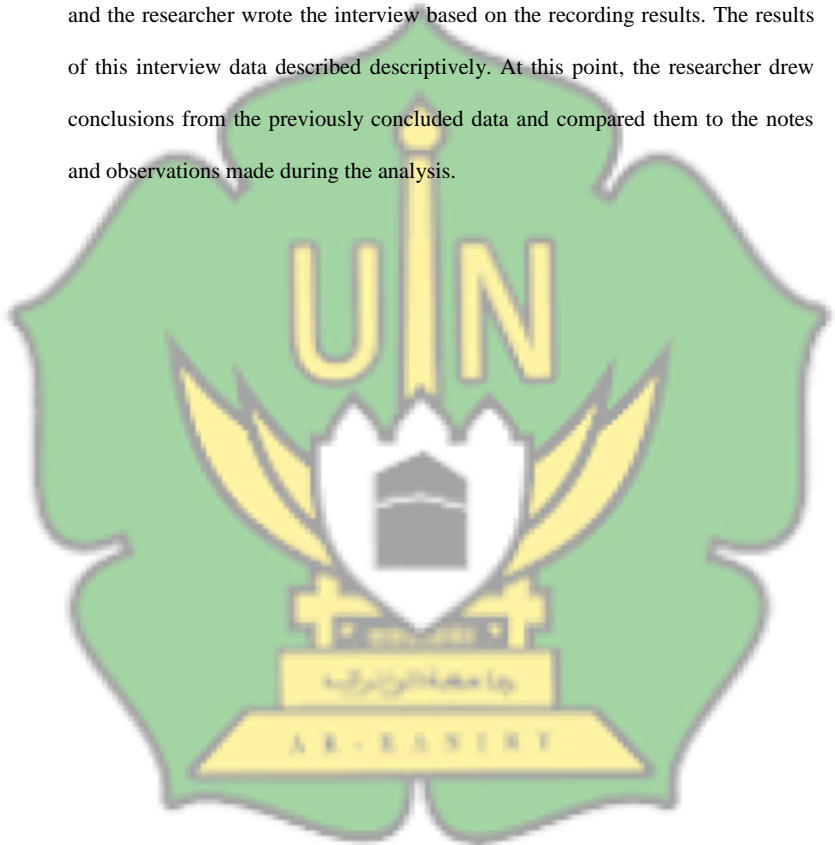 and the researcher wrote the interview based on the recording results. The results
of this interview data described descriptively. At this point, the researcher drew
conclusions from the previously concluded data and compared them to the notes
and observations made during the analysis.
UIN
جامعة الرانري
AR-RANIRY